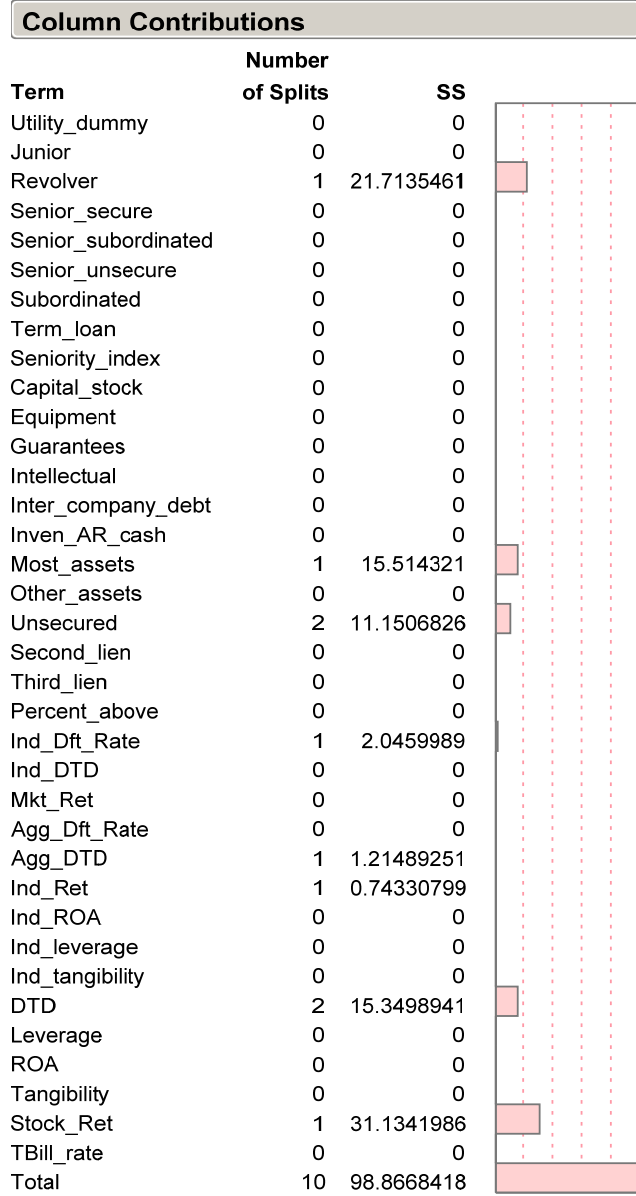 Column Contributions
Number
Term of Splits SS
Utility_dummy 0 0
Junior 0 0
Revolver 1 21.7135461
Senior_secure 0 0
Senior_subordinated 0 0
Senior_unsecure 0 0
Subordinated 0 0
Term_loan 0 0
Seniority_index 0 0
Capital_stock 0 0
Equipment 0 0
Guarantees 0 0
Intellectual 0 0
Inter_company_debt 0 0
Inven_AR_cash 0 0
Most_assets 1 15.514321
Other_assets 0 0
Unsecured 2 11.1506826
Second_lien 0 0
Third_lien 0 0
Percent_above 0 0
Ind_Dft_Rate 1 2.0459989
Ind_DTD 0 0
Mkt_Ret 0 0
Agg_Dft_Rate 0 0
Agg_DTD 1 1.21489251
Ind_Ret 1 0.74330799
Ind_ROA 0 0
Ind_leverage 0 0
Ind_tangibility 0 0
DTD 2 15.3498941
Leverage 0 0
ROA 0 0
Tangibility 0 0
Stock_Ret 1 31.1341986
TBill_rate 0 0
Total 10 98.8668418